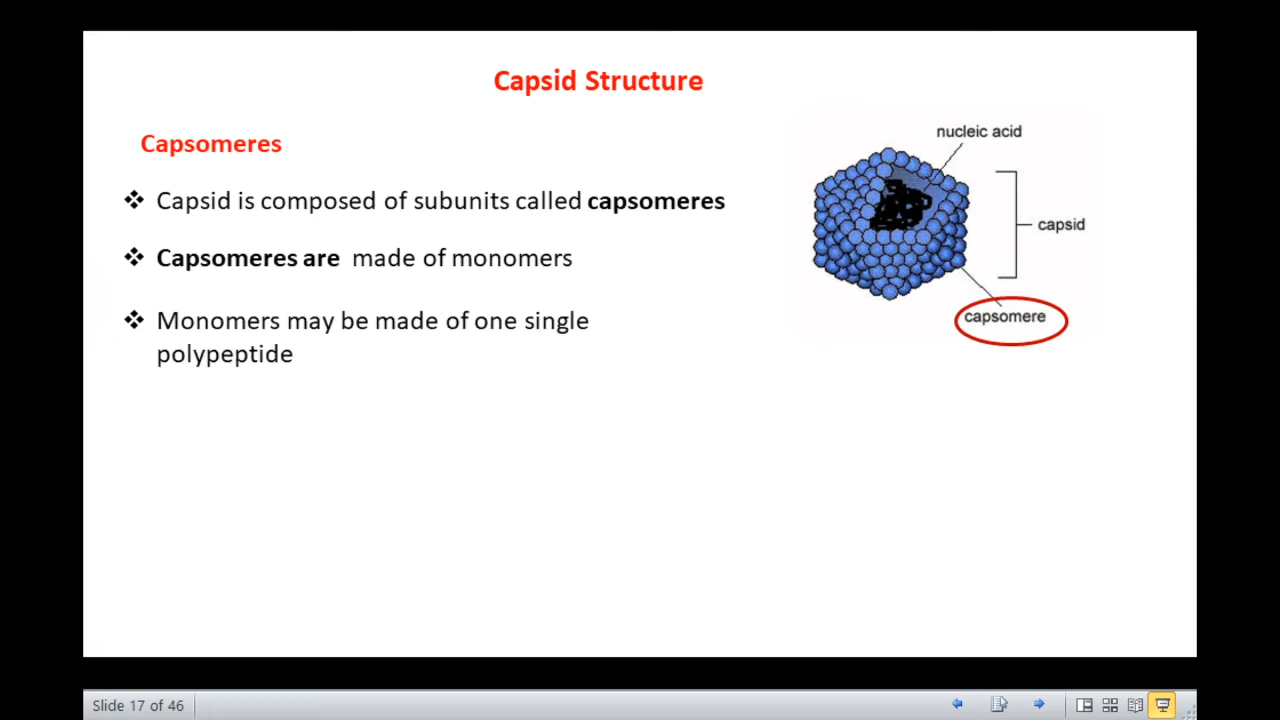 Capsid Structure
Capsomeres
❖ Capsid is composed of subunits called capsomeres
❖ Capsomeres are made of monomers
❖ Monomers may be made of one single
polypeptide
nucleic acid
capsid
capsomere
Slide 17 of 46